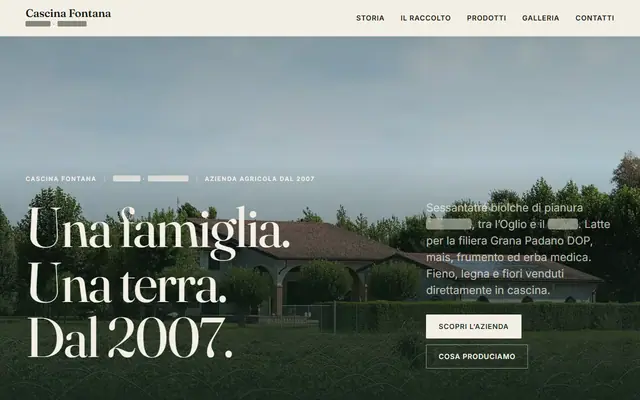 Cascina Fontana
STORIA IL RACCOLTO PRODOTTI GALLERIA CONTATTI
CASCINA FONTANA | · | AZIENDA AGRICOLA DAL 2007
Una famiglia.
Una terra.
Dal 2007.
Sessantatré biolche di pianura
, tra l'Oglio e il . Latte
per la filiera Grana Padano DOP,
mais, frumento ed erba medica.
Fieno, legna e fiori venduti
direttamente in cascina.
SCOPRI L'AZIENDA
COSA PRODUCIAMO